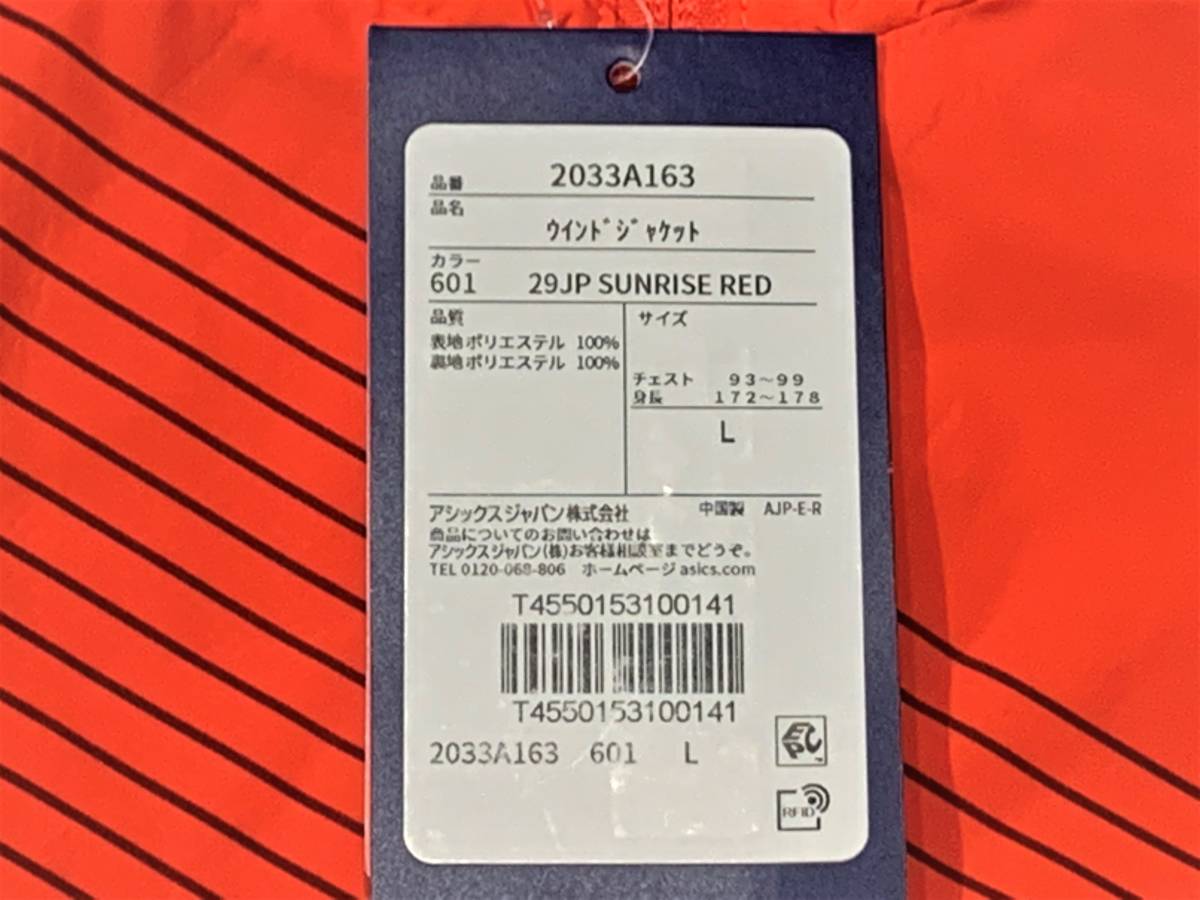 品番 2033A163
品名
ｳｲﾝﾄﾞｼﾞｬｹｯﾄ
カラー
601 29JP SUNRISE RED
品質 サイズ
表地ポリエステル 100%
裏地ポリエステル 100%
チェスト 93～99
身長 172～178
L
アシックスジャパン株式会社 中国製 AJP-E-R
商品についてのお問い合わせは
アシックスジャパン(株)お客様相談室までどうぞ。
TEL 0120-068-806 ホームページ asics.com
T4550153100141
T4550153100141
2033A163 601 L
EPC
RFID